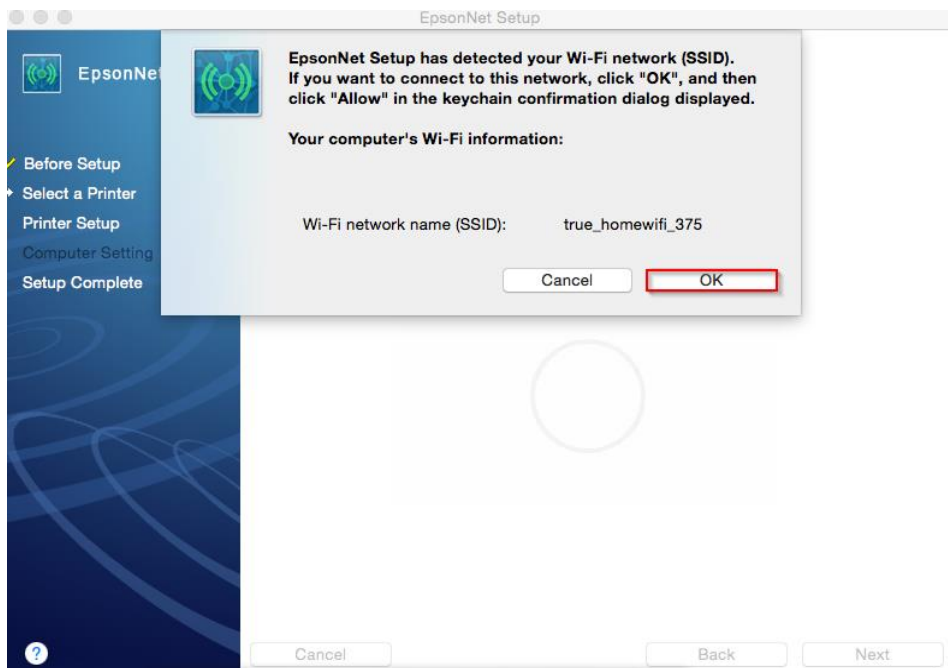 EpsonNet Setup
EpsonNet
Before Setup
Select a Printer
Printer Setup
Computer Setting
Setup Complete
EpsonNet Setup has detected your Wi-Fi network (SSID).
If you want to connect to this network, click "OK", and then
click "Allow" in the keychain confirmation dialog displayed.
Your computer's Wi-Fi information:
Wi-Fi network name (SSID): true_homewifi_375
Cancel OK
? Cancel Back Next